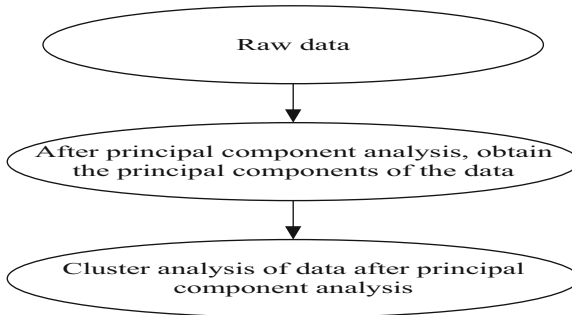 Raw data
After principal component analysis, obtain
the principal components of the data
Cluster analysis of data after principal
component analysis